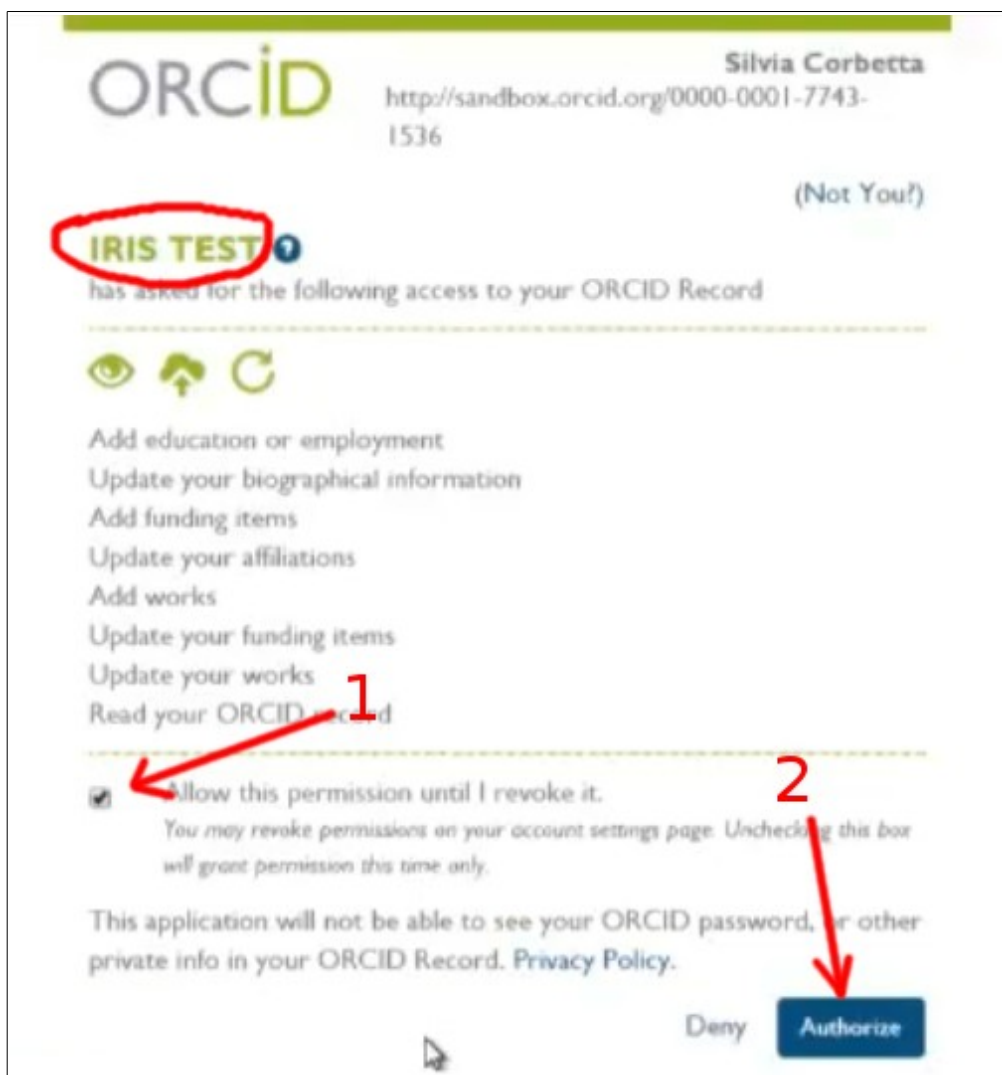 ORCID
Silvia Corbetta
http://sandbox.orcid.org/0000-0001-7743-
1536
(Not You?)
IRIS TEST ?
has asked for the following access to your ORCID Record
Add education or employment
Update your biographical information
Add funding items
Update your affiliations
Add works
Update your funding items
Update your works
Read your ORCID record
1
Allow this permission until I revoke it.
You may revoke permissions on your account settings page. Unchecking this box
will grant permission this time only.
2
This application will not be able to see your ORCID password, or other
private info in your ORCID Record. Privacy Policy.
Deny
Authorize